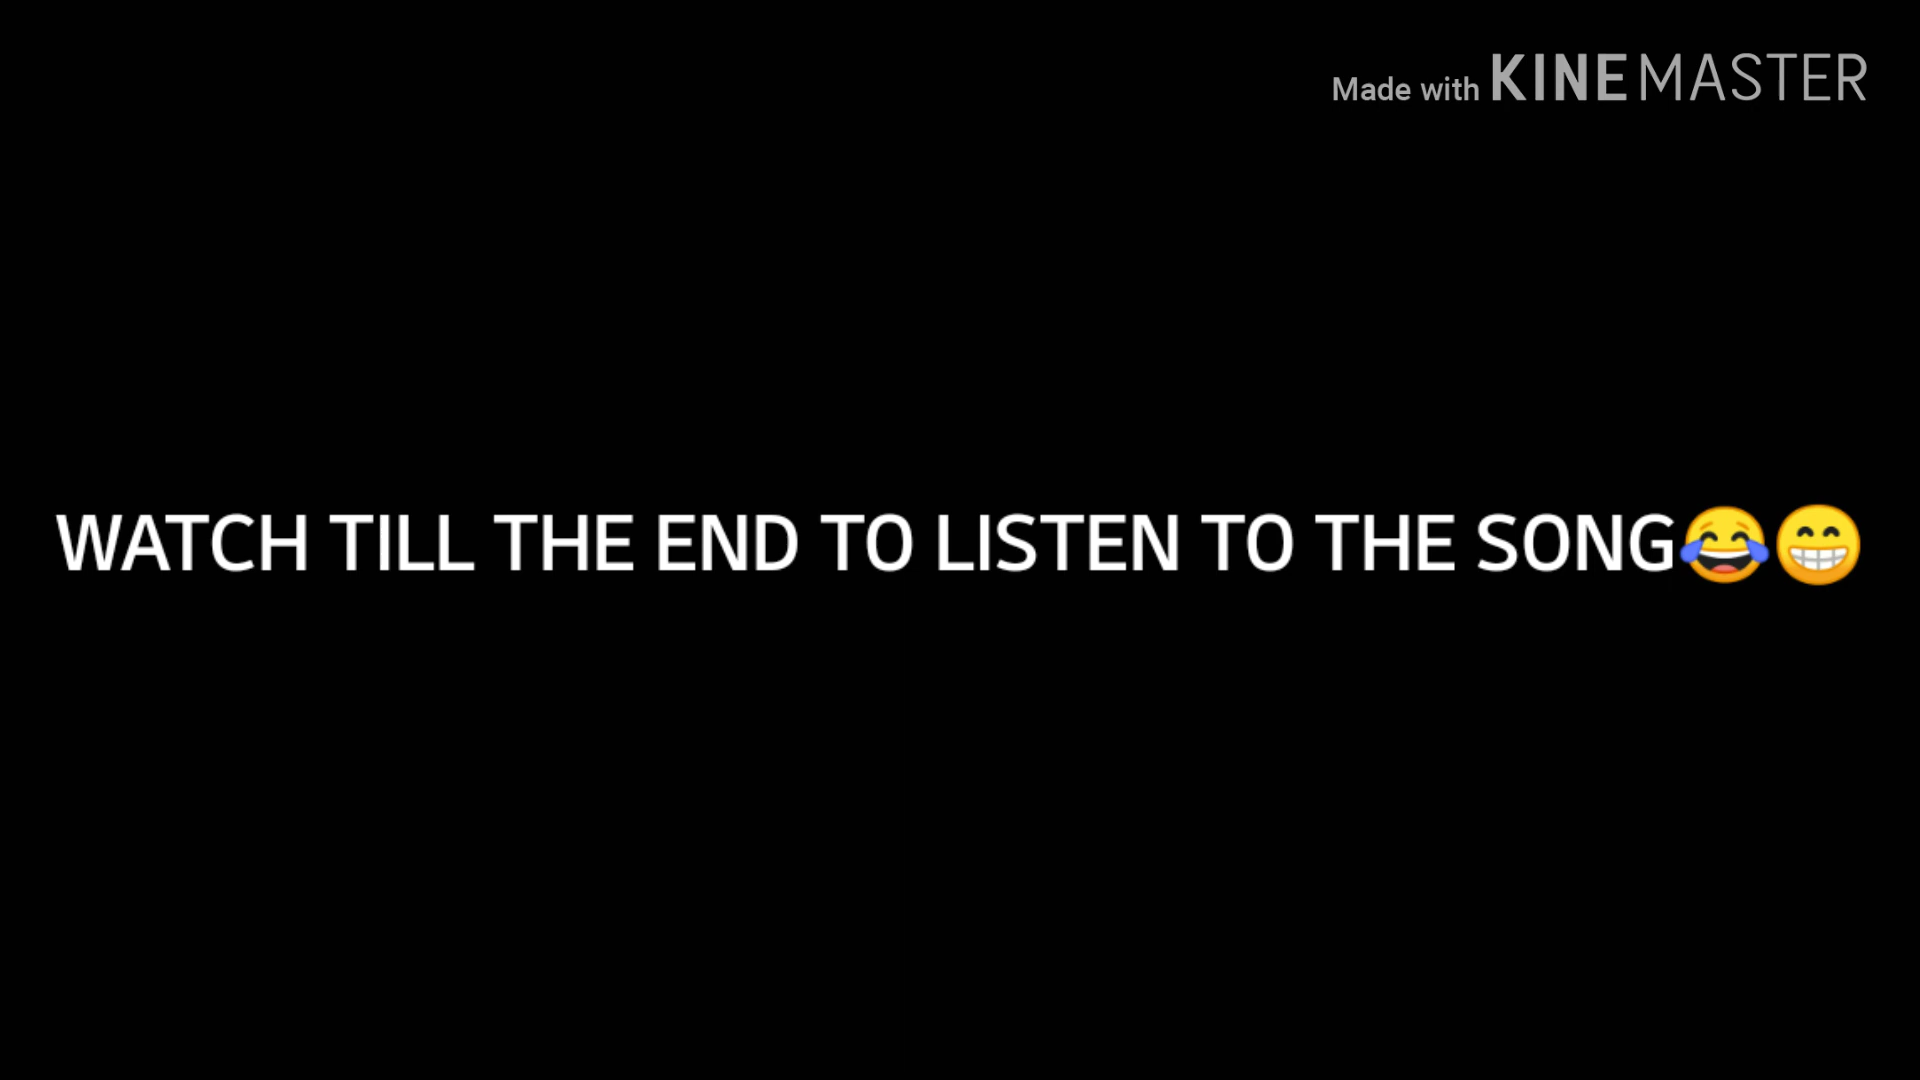 Made with KINEMASTER
WATCH TILL THE END TO LISTEN TO THE SONG😂😁